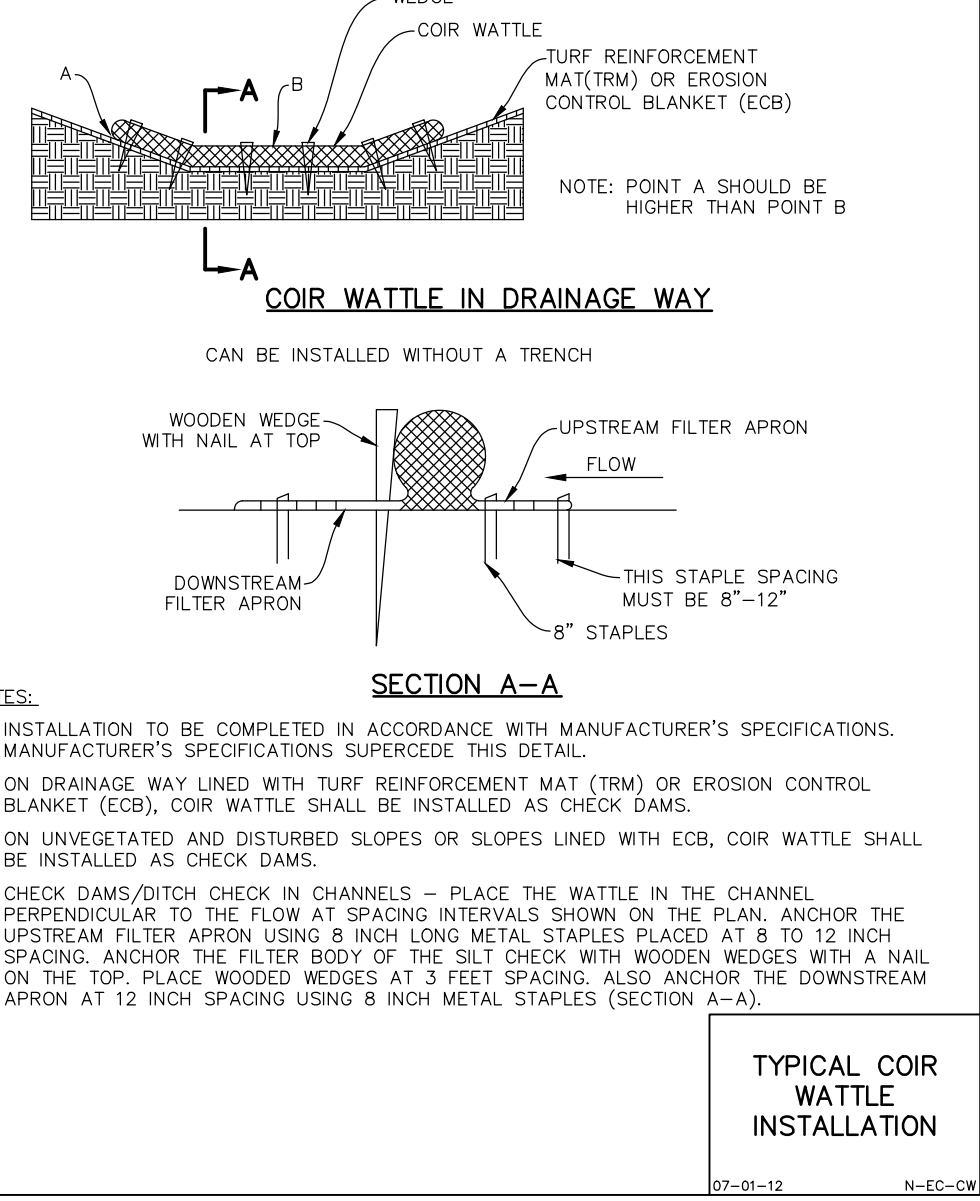 WEDGE
COIR WATTLE
TURF REINFORCEMENT
MAT(TRM) OR EROSION
CONTROL BLANKET (ECB)
A
A
B
NOTE: POINT A SHOULD BE
HIGHER THAN POINT B
A
COIR WATTLE IN DRAINAGE WAY
CAN BE INSTALLED WITHOUT A TRENCH
WOODEN WEDGE
WITH NAIL AT TOP
UPSTREAM FILTER APRON
FLOW
DOWNSTREAM
FILTER APRON
THIS STAPLE SPACING
MUST BE 8"-12"
8" STAPLES
SECTION A-A
TES:
INSTALLATION TO BE COMPLETED IN ACCORDANCE WITH MANUFACTURER'S SPECIFICATIONS.
MANUFACTURER'S SPECIFICATIONS SUPERCEDE THIS DETAIL.
ON DRAINAGE WAY LINED WITH TURF REINFORCEMENT MAT (TRM) OR EROSION CONTROL
BLANKET (ECB), COIR WATTLE SHALL BE INSTALLED AS CHECK DAMS.
ON UNVEGETATED AND DISTURBED SLOPES OR SLOPES LINED WITH ECB, COIR WATTLE SHALL
BE INSTALLED AS CHECK DAMS.
CHECK DAMS/DITCH CHECK IN CHANNELS – PLACE THE WATTLE IN THE CHANNEL
PERPENDICULAR TO THE FLOW AT SPACING INTERVALS SHOWN ON THE PLAN. ANCHOR THE
UPSTREAM FILTER APRON USING 8 INCH LONG METAL STAPLES PLACED AT 8 TO 12 INCH
SPACING. ANCHOR THE FILTER BODY OF THE SILT CHECK WITH WOODEN WEDGES WITH A NAIL
ON THE TOP. PLACE WOODED WEDGES AT 3 FEET SPACING. ALSO ANCHOR THE DOWNSTREAM
APRON AT 12 INCH SPACING USING 8 INCH METAL STAPLES (SECTION A-A).
TYPICAL COIR
WATTLE
INSTALLATION
07-01-12
N-EC-CW